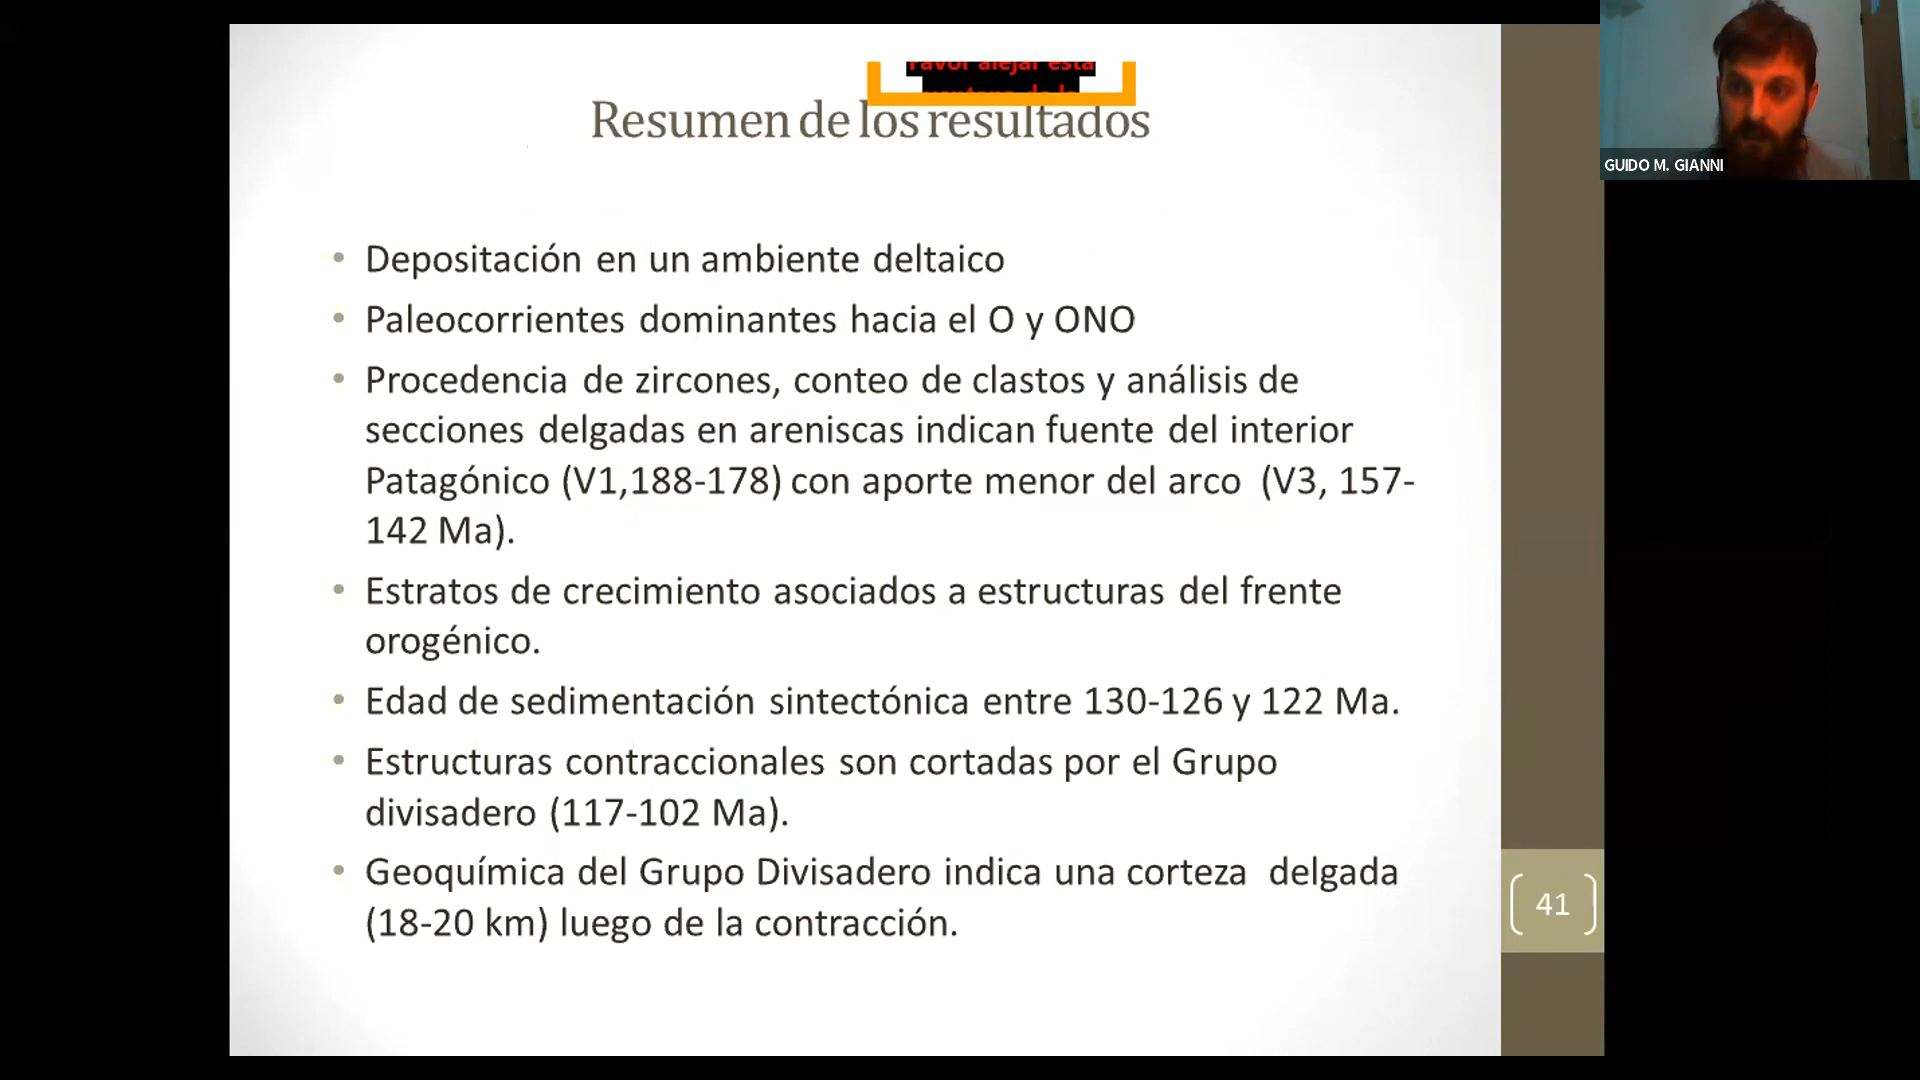 Favor alejar esta
Resumen de los resultados
GUIDO M. GIANNI
• Depositación en un ambiente deltaico
• Paleocorrientes dominantes hacia el O y ONO
• Procedencia de zircones, conteo de clastos y análisis de
secciones delgadas en areniscas indican fuente del interior
Patagónico (V1,188-178) con aporte menor del arco (V3, 157-
142 Ma).
• Estratos de crecimiento asociados a estructuras del frente
orogénico.
• Edad de sedimentación sintectónica entre 130-126 y 122 Ma.
• Estructuras contraccionales son cortadas por el Grupo
divisadero (117-102 Ma).
• Geoquímica del Grupo Divisadero indica una corteza delgada
(18-20 km) luego de la contracción.
41